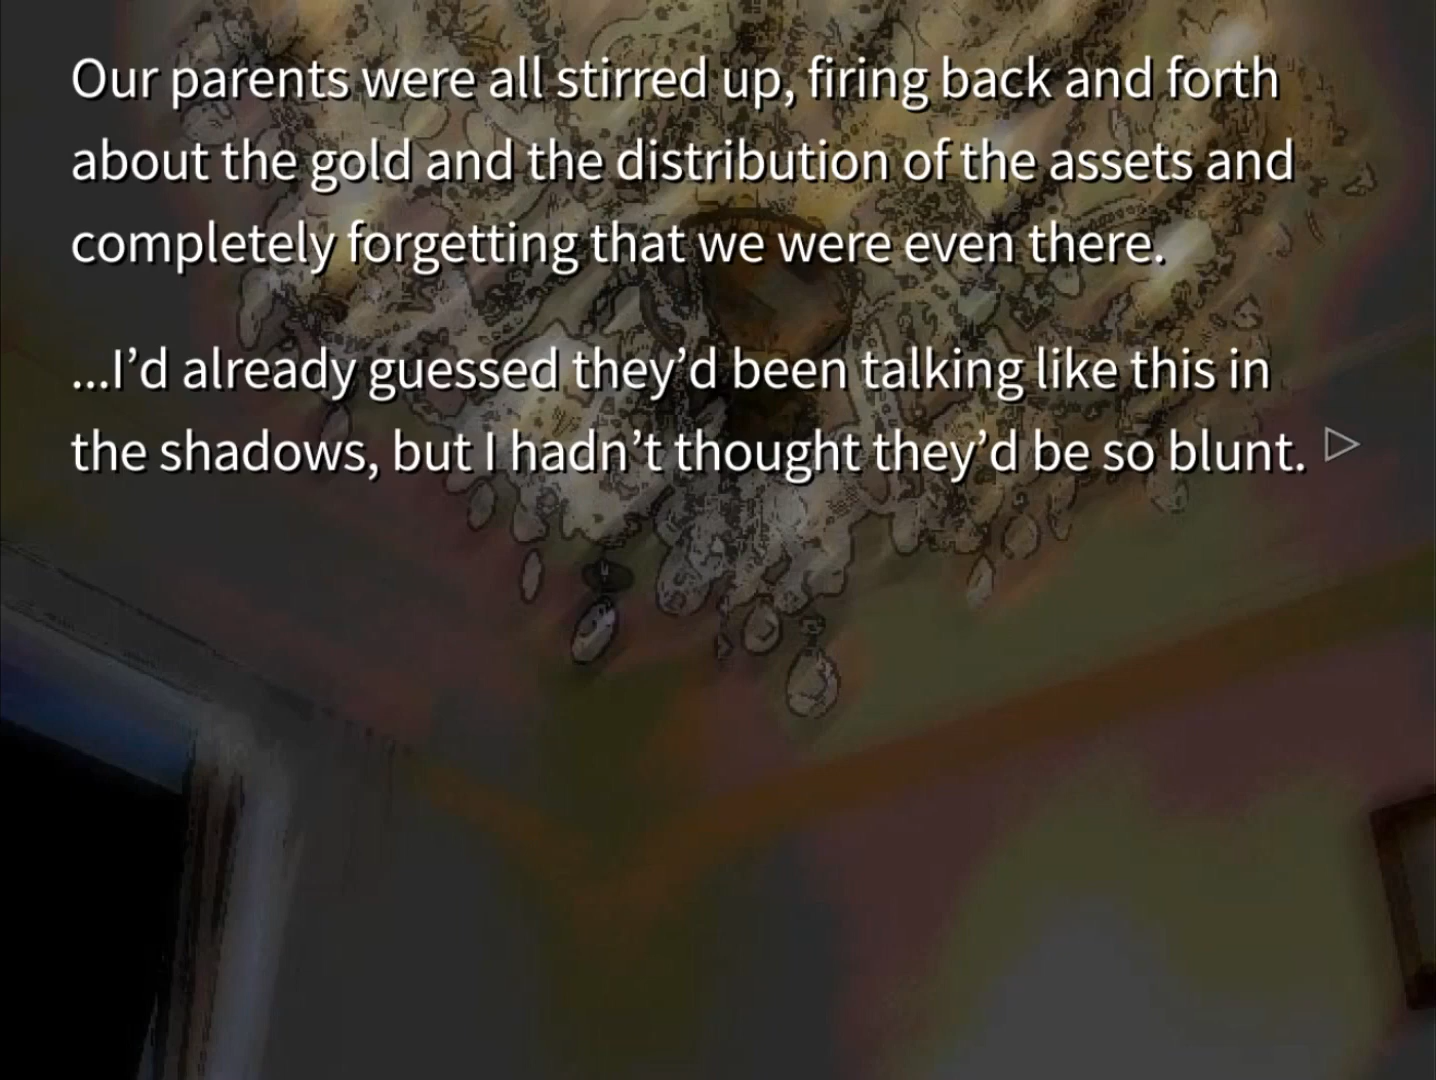 Our parents were all stirred up, firing back and forth
about the gold and the distribution of the assets and
completely forgetting that we were even there.
...I’d already guessed they’d been talking like this in
the shadows, but I hadn’t thought they’d be so blunt.